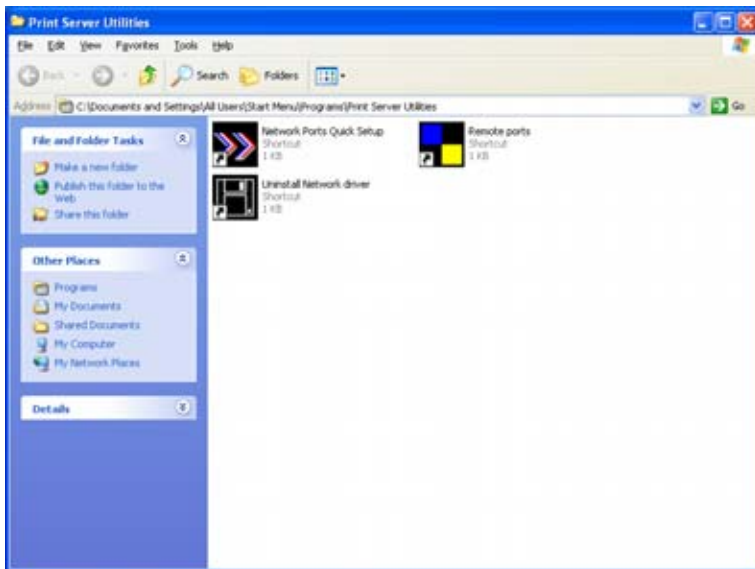 Print Server Utilities
File Edit View Favorites Tools Help
Back Search Folders
Address C:\Documents and Settings\All Users\Start Menu\Programs\Print Server Utilities Go
File and Folder Tasks
Make a new folder
Publish this folder to the
Web
Share this folder
Other Places
Programs
My Documents
Shared Documents
My Computer
My Network Places
Details
Network Ports Quick Setup
Shortcut
1 KB
Remote ports
Shortcut
1 KB
Uninstall Network driver
Shortcut
1 KB